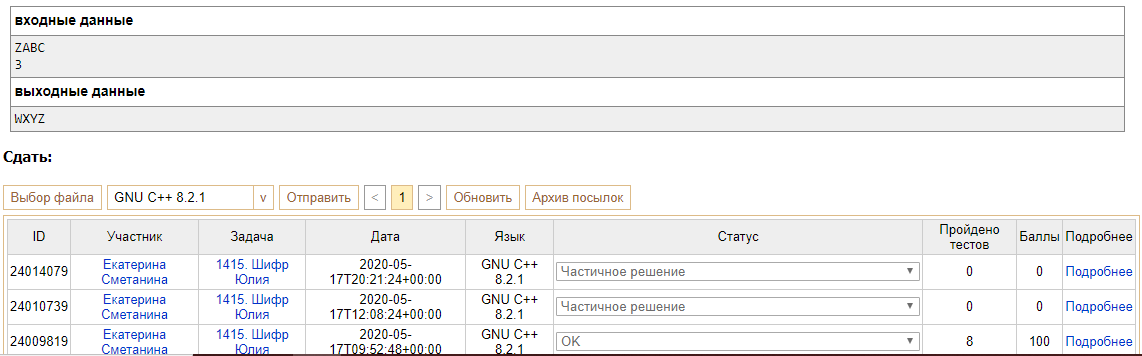 входные данные
ZABC
3
выходные данные
WXYZ
Сдать:
Выбор файла GNU C++ 8.2.1 v Отправить < 1 > Обновить Архив посылок
ID Участник Задача Дата Язык Статус Пройдено тестов Баллы Подробнее
24014079 Екатерина Сметанина 1415. Шифр Юлия 2020-05-17T20:21:24+00:00 GNU C++ 8.2.1 Частичное решение 0 0 Подробнее
24010739 Екатерина Сметанина 1415. Шифр Юлия 2020-05-17T12:08:24+00:00 GNU C++ 8.2.1 Частичное решение 0 0 Подробнее
24009819 Екатерина Сметанина 1415. Шифр Юлия 2020-05-17T09:52:48+00:00 GNU C++ 8.2.1 OK 8 100 Подробнее